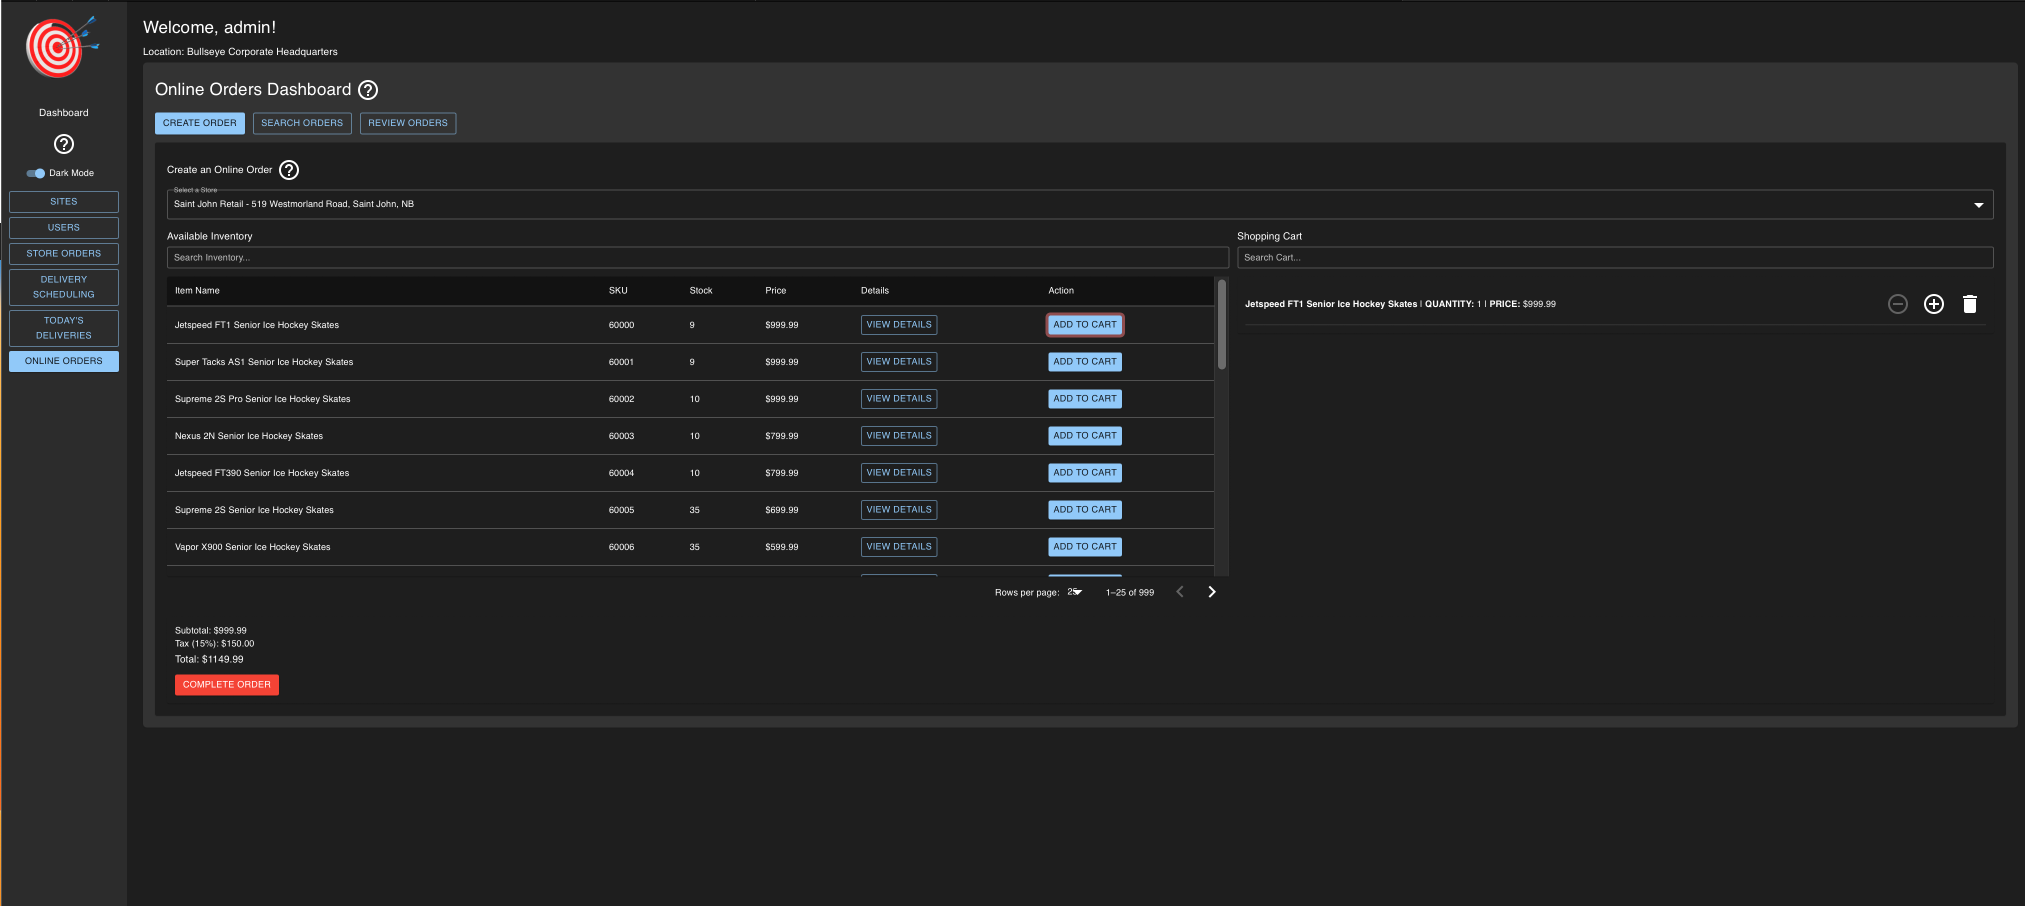 Welcome, admin!
Location: Bullseye Corporate Headquarters
Dashboard
Dark Mode
SITES
USERS
STORE ORDERS
DELIVERY
SCHEDULING
TODAY'S
DELIVERIES
ONLINE ORDERS
Online Orders Dashboard ?
CREATE ORDER SEARCH ORDERS REVIEW ORDERS
Create an Online Order ?
Select a Store
Saint John Retail - 519 Westmorland Road, Saint John, NB
Available Inventory
Search Inventory...
Item Name SKU Stock Price Details Action
Jetspeed FT1 Senior Ice Hockey Skates 60000 9 $999.99 VIEW DETAILS ADD TO CART
Super Tacks AS1 Senior Ice Hockey Skates 60001 9 $999.99 VIEW DETAILS ADD TO CART
Supreme 2S Pro Senior Ice Hockey Skates 60002 10 $999.99 VIEW DETAILS ADD TO CART
Nexus 2N Senior Ice Hockey Skates 60003 10 $799.99 VIEW DETAILS ADD TO CART
Jetspeed FT390 Senior Ice Hockey Skates 60004 10 $799.99 VIEW DETAILS ADD TO CART
Supreme 2S Senior Ice Hockey Skates 60005 35 $699.99 VIEW DETAILS ADD TO CART
Vapor X900 Senior Ice Hockey Skates 60006 35 $599.99 VIEW DETAILS ADD TO CART
Rows per page: 25 1–25 of 999
Shopping Cart
Search Cart...
Jetspeed FT1 Senior Ice Hockey Skates | QUANTITY: 1 | PRICE: $999.99
Subtotal: $999.99
Tax (15%): $150.00
Total: $1149.99
COMPLETE ORDER